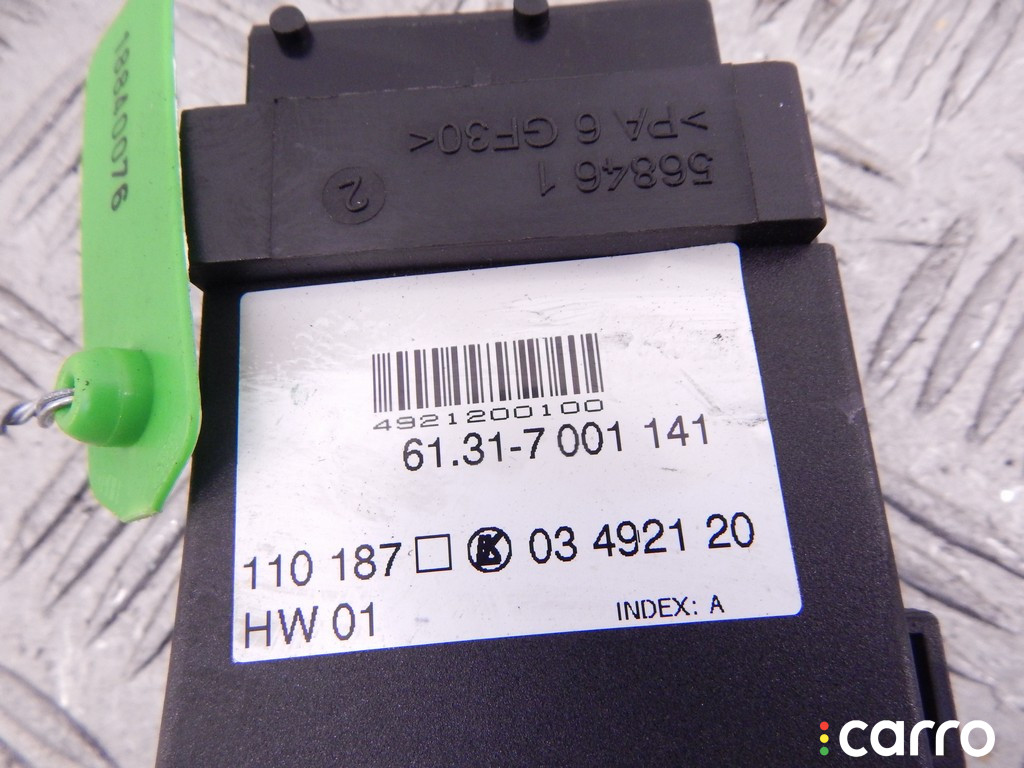 188A0076
56846 1
>PA 6 GF30<
2
4921200100
61.31-7 001 141
110 187 □ K 03 4921 20
HW 01
INDEX: A
carro